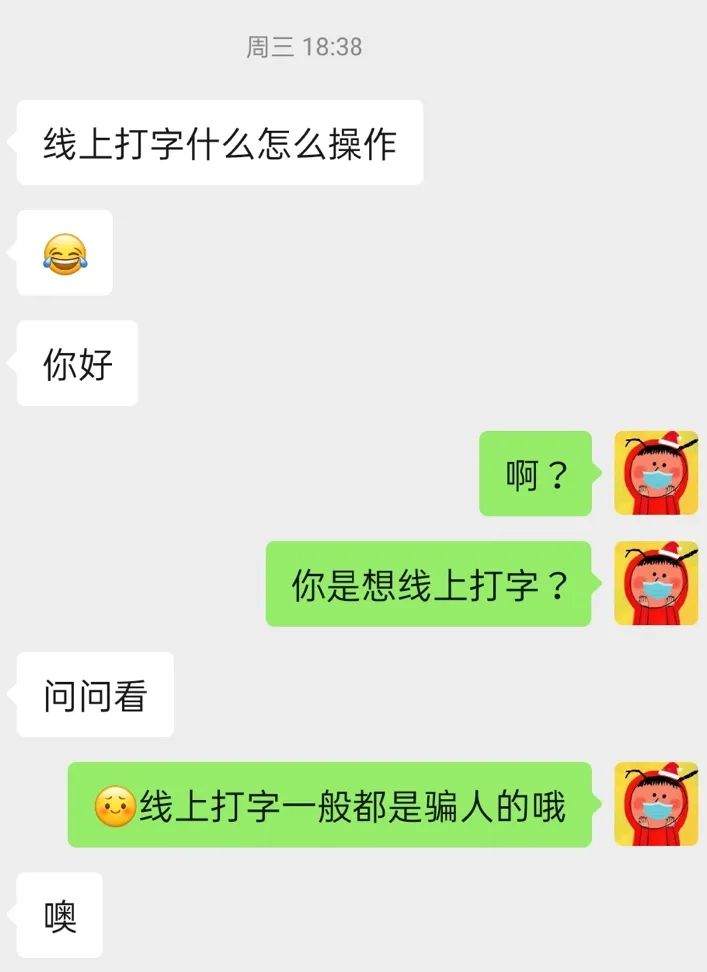 周三 18:38
线上打字什么怎么操作
😂
你好
啊？
你是想线上打字？
问问看
☺️线上打字一般都是骗人的哦
噢